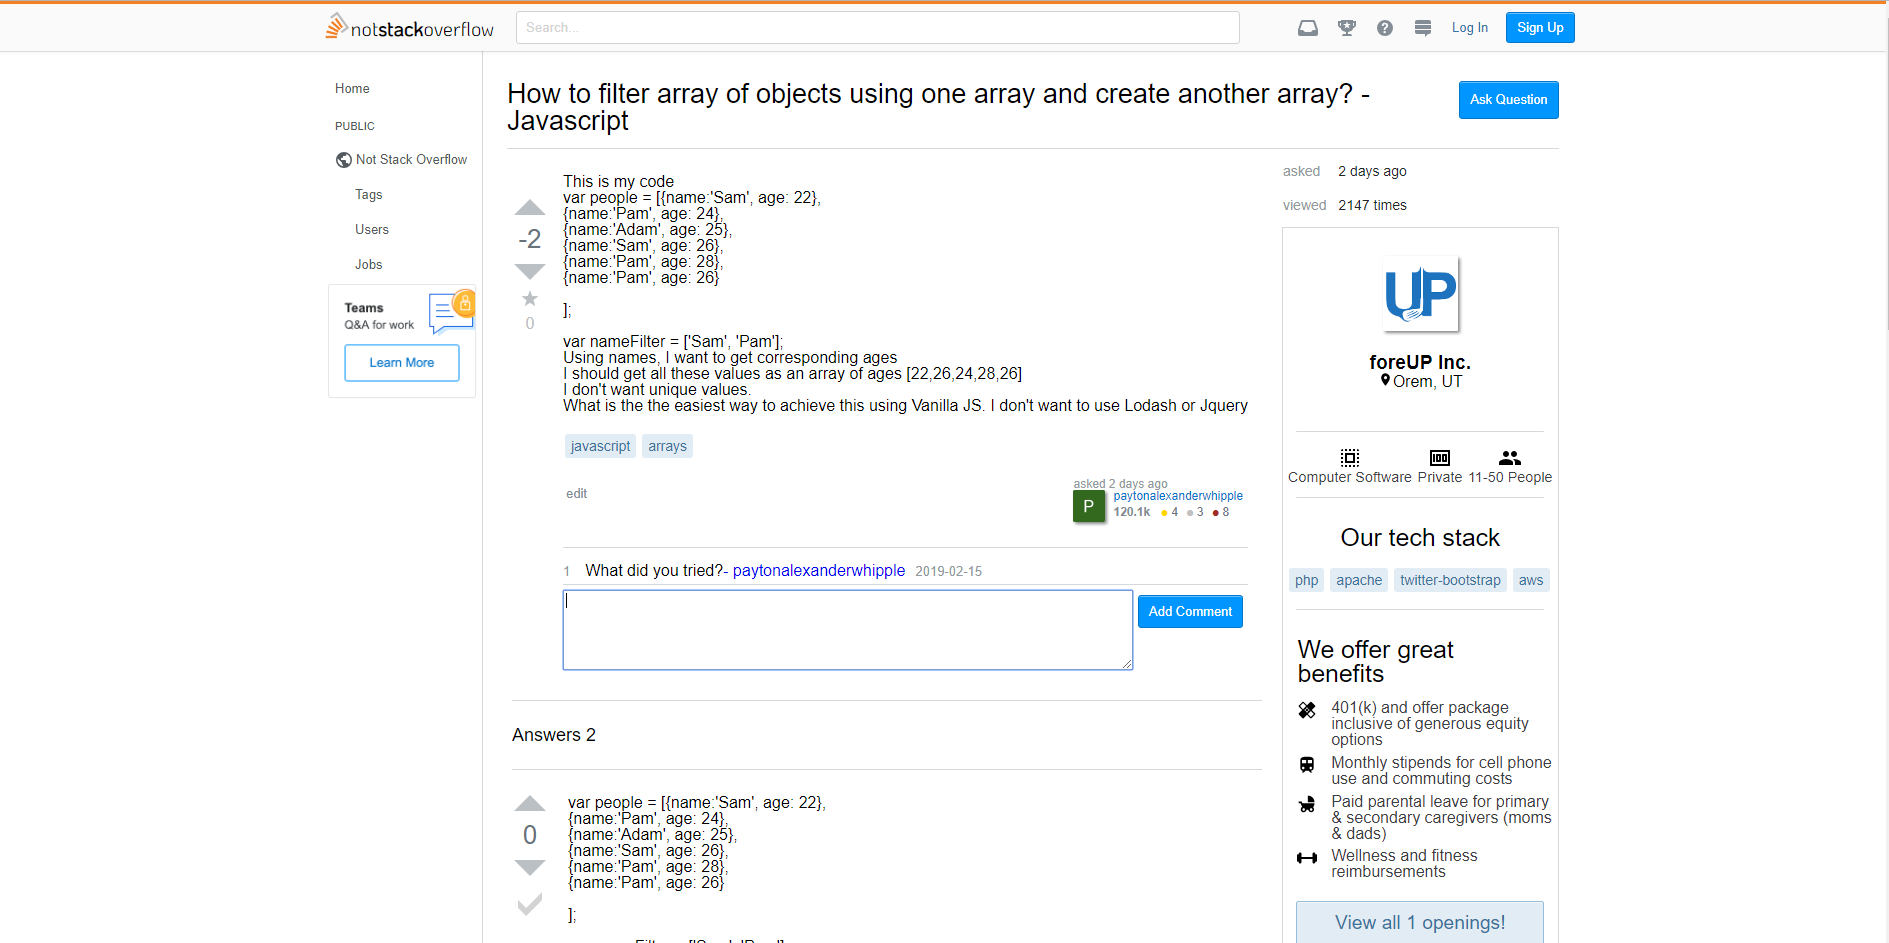 notstackoverflow
Search...
Log In
Sign Up
Home
PUBLIC
Not Stack Overflow
Tags
Users
Jobs
Teams
Q&A for work
Learn More
How to filter array of objects using one array and create another array? -
Javascript
Ask Question
This is my code
var people = [{name:'Sam', age: 22},
{name:'Pam', age: 24},
{name:'Adam', age: 25},
{name:'Sam', age: 26},
{name:'Pam', age: 28},
{name:'Pam', age: 26}
];
-2
0
var nameFilter = ['Sam', 'Pam'];
Using names, I want to get corresponding ages
I should get all these values as an array of ages [22,26,24,28,26]
I don't want unique values.
What is the the easiest way to achieve this using Vanilla JS. I don't want to use Lodash or Jquery
javascript arrays
edit
asked 2 days ago
P
paytonalexanderwhipple
120.1k 4 3 8
1 What did you tried?- paytonalexanderwhipple 2019-02-15
Add Comment
Answers 2
0
var people = [{name:'Sam', age: 22},
{name:'Pam', age: 24},
{name:'Adam', age: 25},
{name:'Sam', age: 26},
{name:'Pam', age: 28},
{name:'Pam', age: 26}
];
asked 2 days ago
viewed 2147 times
UP
foreUP Inc.
Orem, UT
Computer Software Private 11-50 People
Our tech stack
php apache twitter-bootstrap aws
We offer great
benefits
401(k) and offer package
inclusive of generous equity
options
Monthly stipends for cell phone
use and commuting costs
Paid parental leave for primary
& secondary caregivers (moms
& dads)
Wellness and fitness
reimbursements
View all 1 openings!